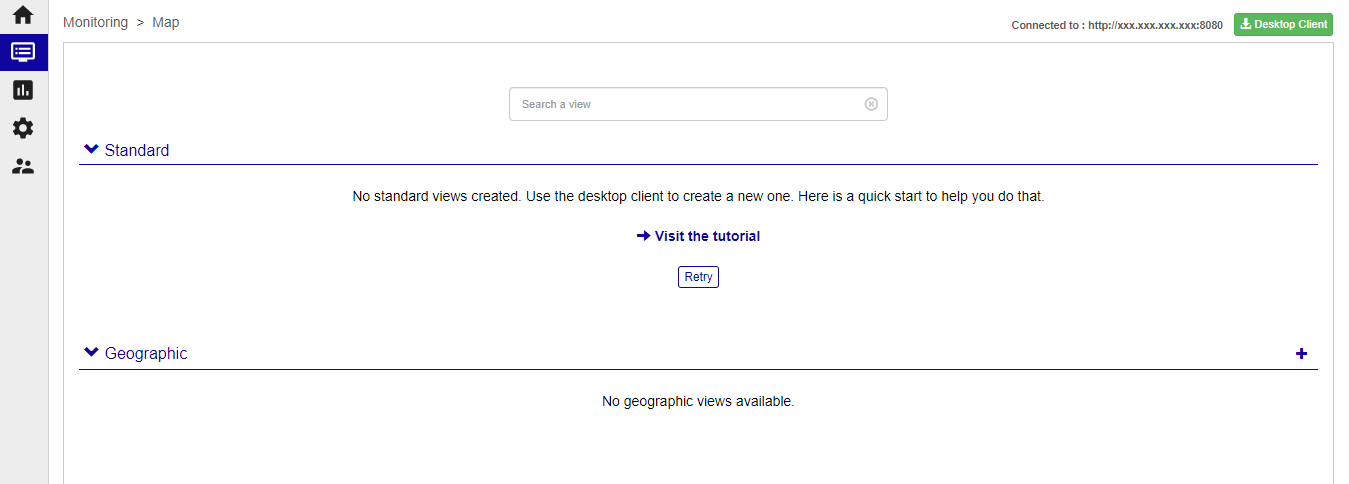 Monitoring > Map
Connected to : http://xxx.xxx.xxx.xxx:8080
Desktop Client
Search a view
Standard
No standard views created. Use the desktop client to create a new one. Here is a quick start to help you do that.
Visit the tutorial
Retry
Geographic
No geographic views available.